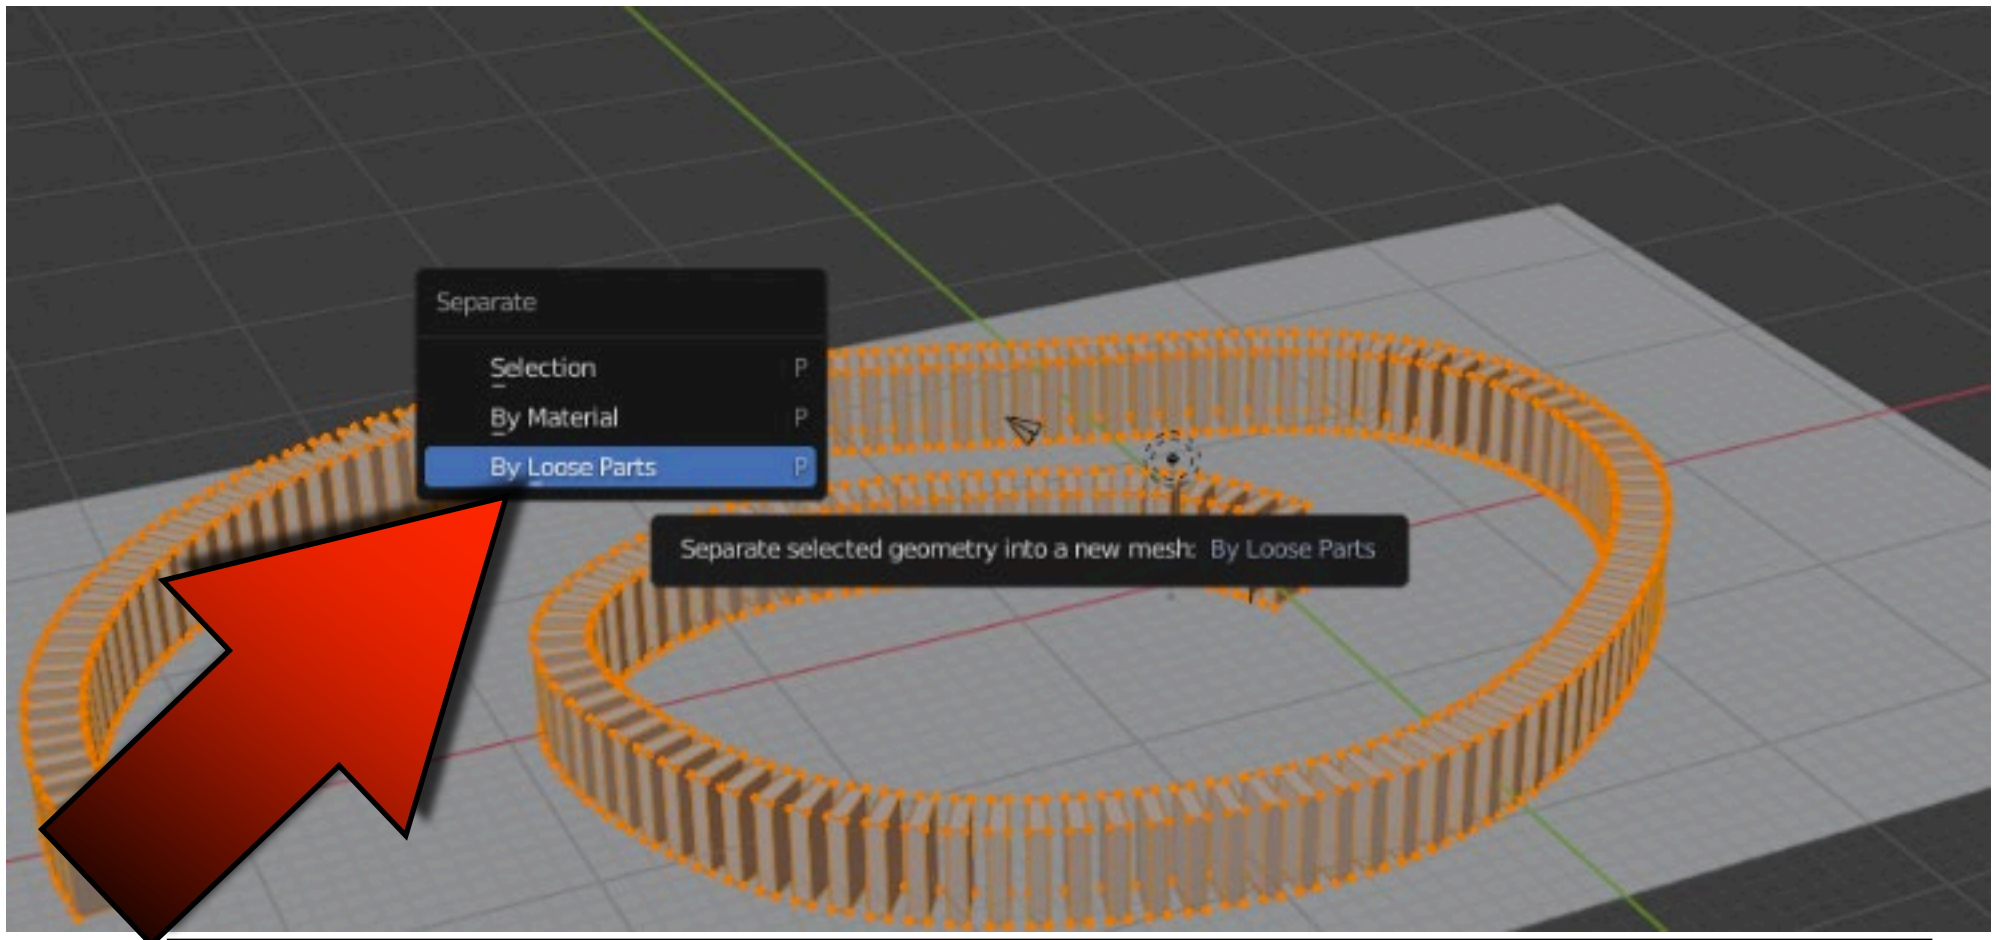 Separate
Selection P
By Material P
By Loose Parts P
Separate selected geometry into a new mesh: By Loose Parts